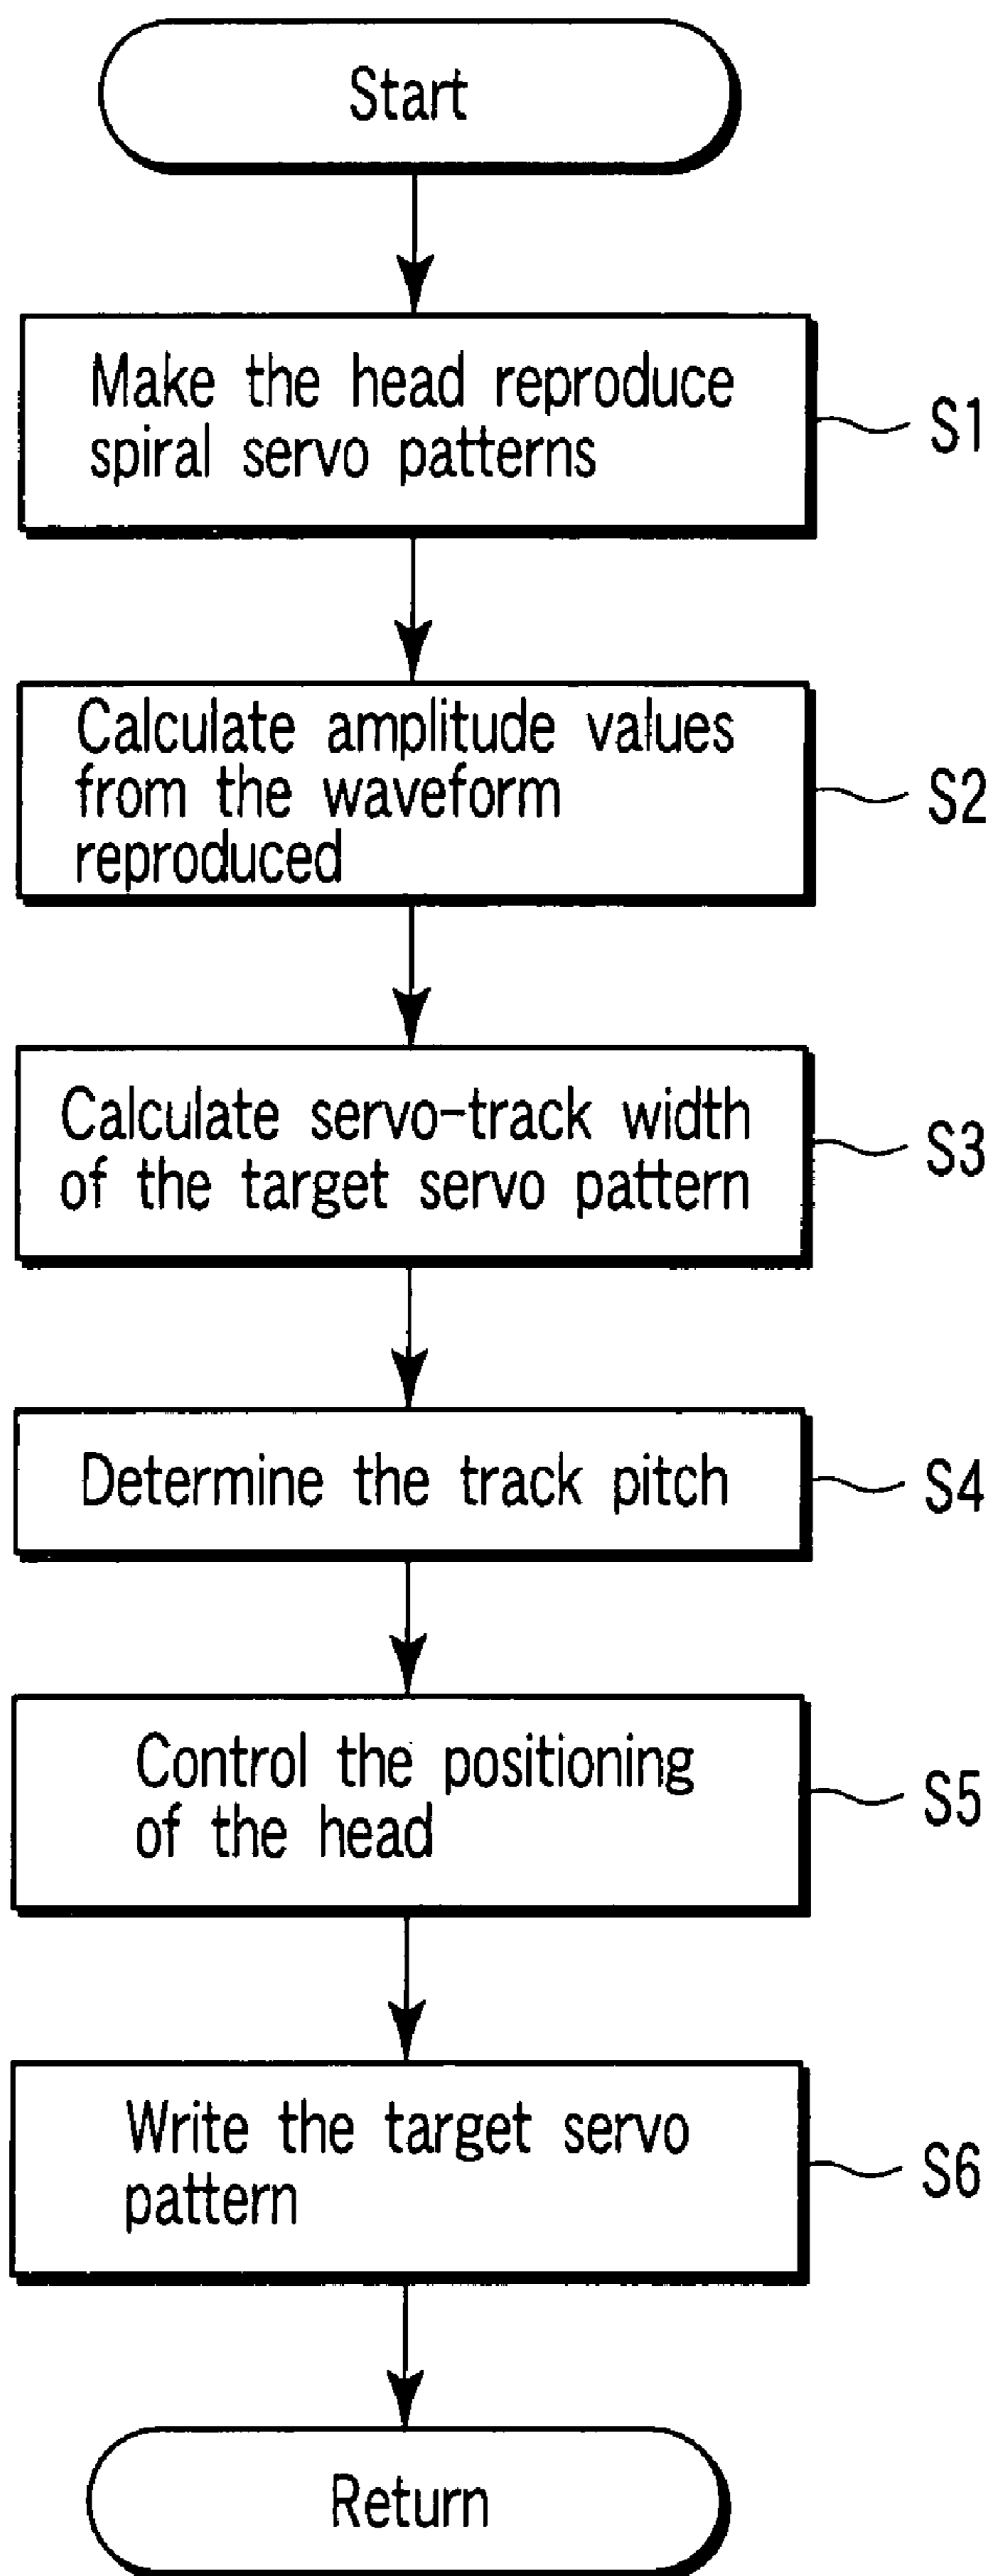 Start
Make the head reproduce
spiral servo patterns
S1
Calculate amplitude values
from the waveform
reproduced
S2
Calculate servo-track width
of the target servo pattern
S3
Determine the track pitch
S4
Control the positioning
of the head
S5
Write the target servo
pattern
S6
Return